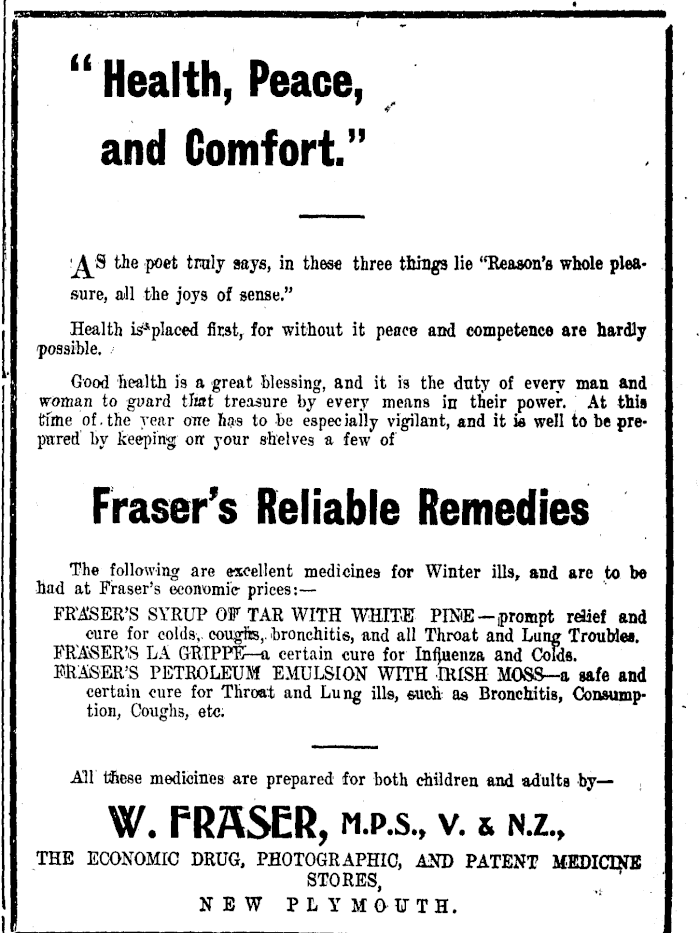 “Health, Peace,
and Comfort.”
AS the poet truly says, in these three things lie “Reason's whole plea-
sure, all the joys of sense.”
Health is placed first, for without it peace and competence are hardly
possible.
Good health is a great blessing, and it is the duty of every man and
woman to guard that treasure by every means in their power. At this
time of the year one has to be especially vigilant, and it is well to be pre-
pared by keeping on your shelves a few of
Fraser's Reliable Remedies
The following are excellent medicines for Winter ills, and are to be
had at Fraser's economic prices:—
FRASER'S SYRUP OF TAR WITH WHITE PINE—prompt relief and
cure for colds, coughs, bronchitis, and all Throat and Lung Troubles.
FRASER'S LA GRIPPE—a certain cure for Influenza and Colds.
FRASER'S PETROLEUM EMULSION WITH IRISH MOSS—a safe and
certain cure for Throat and Lung ills, such as Bronchitis, Consump-
tion, Coughs, etc.
All these medicines are prepared for both children and adults by—
W. FRASER, M.P.S., V. & N.Z.,
THE ECONOMIC DRUG, PHOTOGRAPHIC, AND PATENT MEDICINE
STORES,
NEW PLYMOUTH.